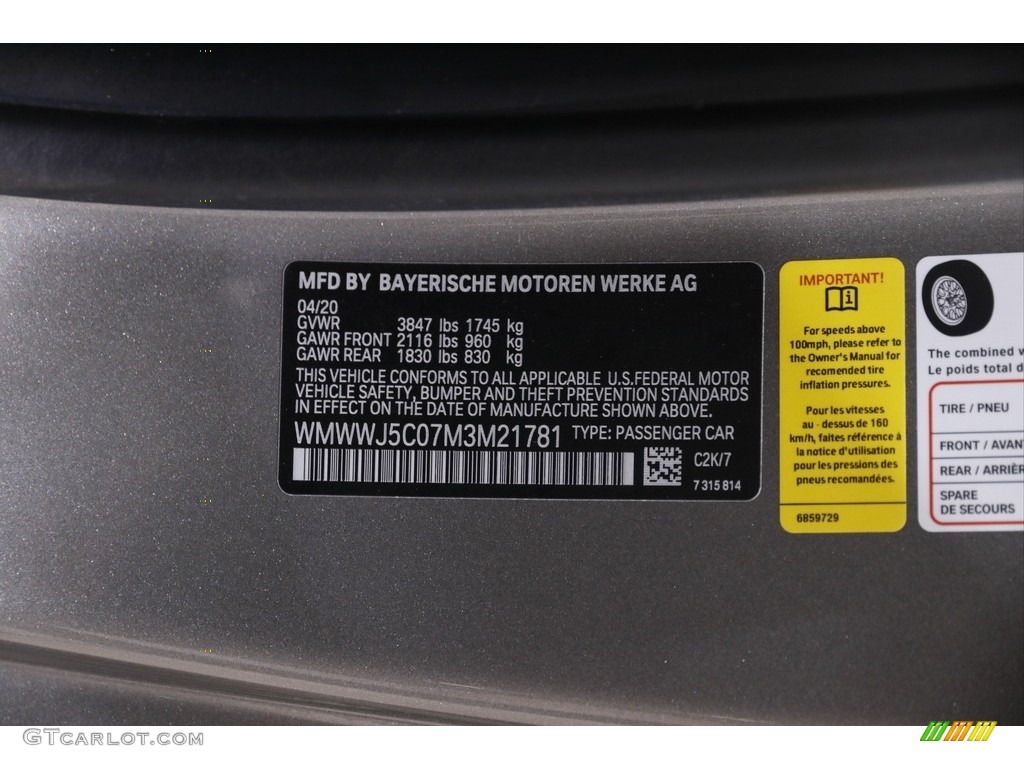 MFD BY BAYERISCHE MOTOREN WERKE AG
04/20
GVWR 3847 lbs 1745 kg
GAWR FRONT 2116 lbs 960 kg
GAWR REAR 1830 lbs 830 kg
THIS VEHICLE CONFORMS TO ALL APPLICABLE U.S.FEDERAL MOTOR
VEHICLE SAFETY, BUMPER AND THEFT PREVENTION STANDARDS
IN EFFECT ON THE DATE OF MANUFACTURE SHOWN ABOVE.
WMWWJ5C07M3M21781 TYPE: PASSENGER CAR
C2K/7
7 315 814
IMPORTANT!
For speeds above
100mph, please refer to
the Owner's Manual for
recomended tire
inflation pressures.
Pour les vitesses
au - dessus de 160
km/h, faites référence à
la notice d'utilisation
pour les pressions des
pneus recomandées.
6859729
The combined w
Le poids total d
TIRE / PNEU
FRONT / AVANT
REAR / ARRIÈR
SPARE
DE SECOURS
GTCARLOT.COM